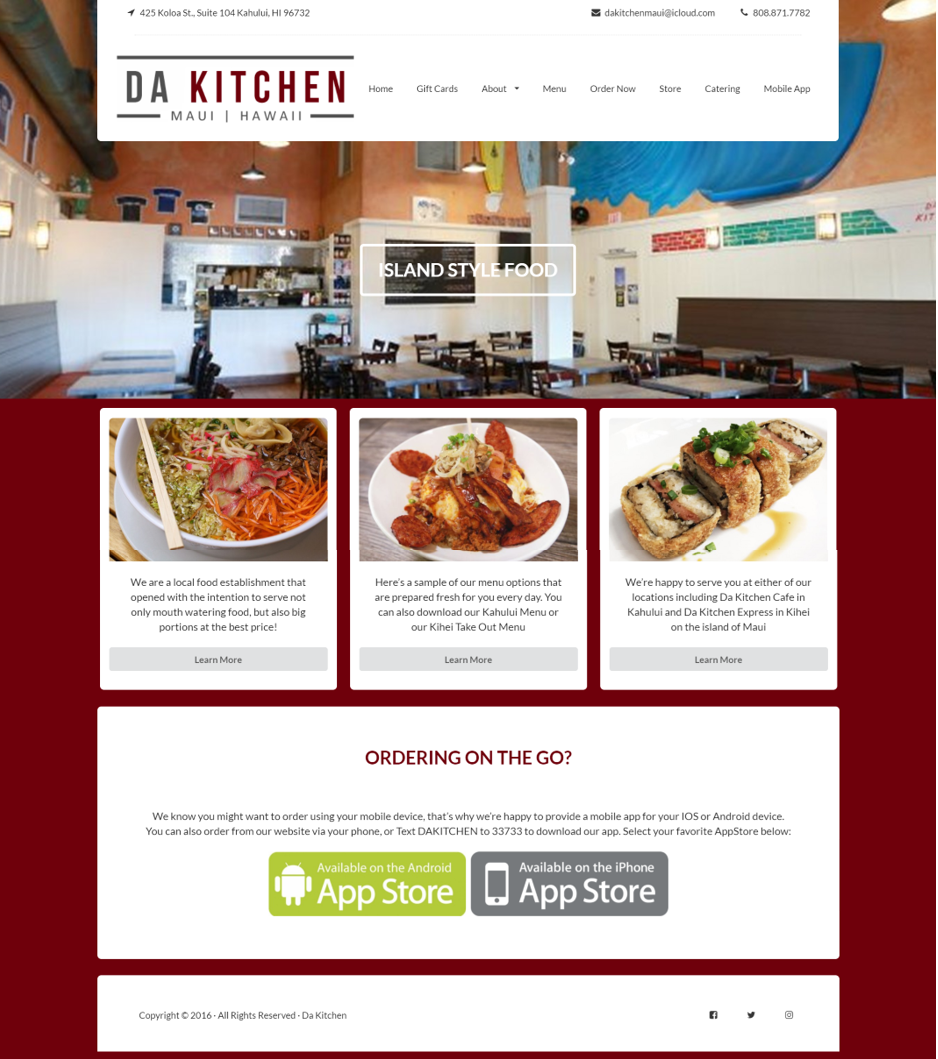 425 Koloa St., Suite 104 Kahului, HI 96732
dakitchenmaui@icloud.com
808.871.7782
DA KITCHEN
MAUI | HAWAII
Home
Gift Cards
About
Menu
Order Now
Store
Catering
Mobile App
ISLAND STYLE FOOD
We are a local food establishment that
opened with the intention to serve not
only mouth watering food, but also big
portions at the best price!
Learn More
Here's a sample of our menu options that
are prepared fresh for you every day. You
can also download our Kahului Menu or
our Kihei Take Out Menu
Learn More
We're happy to serve you at either of our
locations including Da Kitchen Cafe in
Kahului and Da Kitchen Express in Kihei
on the island of Maui
Learn More
ORDERING ON THE GO?
We know you might want to order using your mobile device, that's why we're happy to provide a mobile app for your IOS or Android device.
You can also order from our website via your phone, or Text DAKITCHEN to 33733 to download our app. Select your favorite AppStore below:
Available on the Android
App Store
Available on the iPhone
App Store
Copyright © 2016 · All Rights Reserved · Da Kitchen